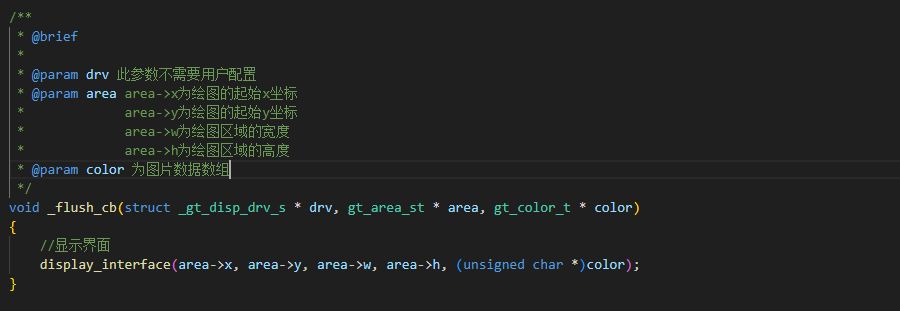 /**
 * @brief
 *
 * @param drv 此参数不需要用户配置
 * @param area area->x为绘图的起始x坐标
 *             area->y为绘图的起始y坐标
 *             area->w为绘图区域的宽度
 *             area->h为绘图区域的高度
 * @param color 为图片数据数组
 */
void _flush_cb(struct _gt_disp_drv_s * drv, gt_area_st * area, gt_color_t * color)
{
    //显示界面
    display_interface(area->x, area->y, area->w, area->h, (unsigned char *)color);
}